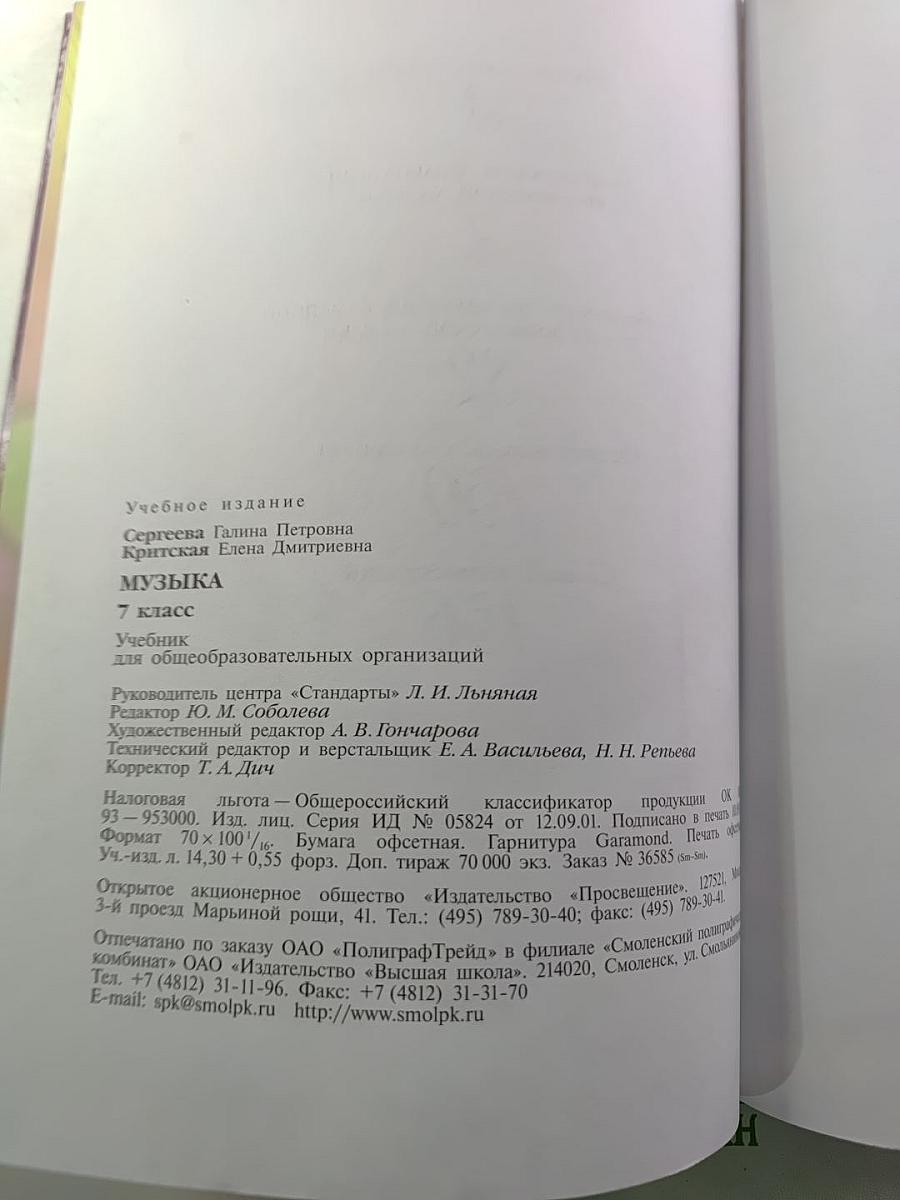 Учебное издание
Сергеева Галина Петровна
Критская Елена Дмитриевна
МУЗЫКА
7 класс
Учебник
для общеобразовательных организаций
Руководитель центра «Стандарты» Л. И. Льняная
Редактор Ю. М. Соболева
Художественный редактор А. В. Гончарова
Технический редактор и верстальщик Е. А. Васильева, Н. Н. Репьева
Корректор Т. А. Дич
Налоговая льгота — Общероссийский классификатор продукции ОК
93 — 953000. Изд. лиц. Серия ИД № 05824 от 12.09.01. Подписано в печать
Формат 70 × 100 1/16. Бумага офсетная. Гарнитура Garamond. Печать
Уч.-изд. л. 14,30 + 0,55 форз. Доп. тираж 70 000 экз. Заказ № 36585 (Sm-Sm).
Открытое акционерное общество «Издательство «Просвещение». 127521,
3-й проезд Марьиной рощи, 41. Тел.: (495) 789-30-40; факс: (495) 789-30-41.
Отпечатано по заказу ОАО «ПолиграфТрейд» в филиале «Смоленский
комбинат» ОАО «Издательство «Высшая школа». 214020, Смоленск, ул.
Тел. +7 (4812) 31-11-96. Факс: +7 (4812) 31-31-70
E-mail: spk@smolpk.ru http://www.smolpk.ru